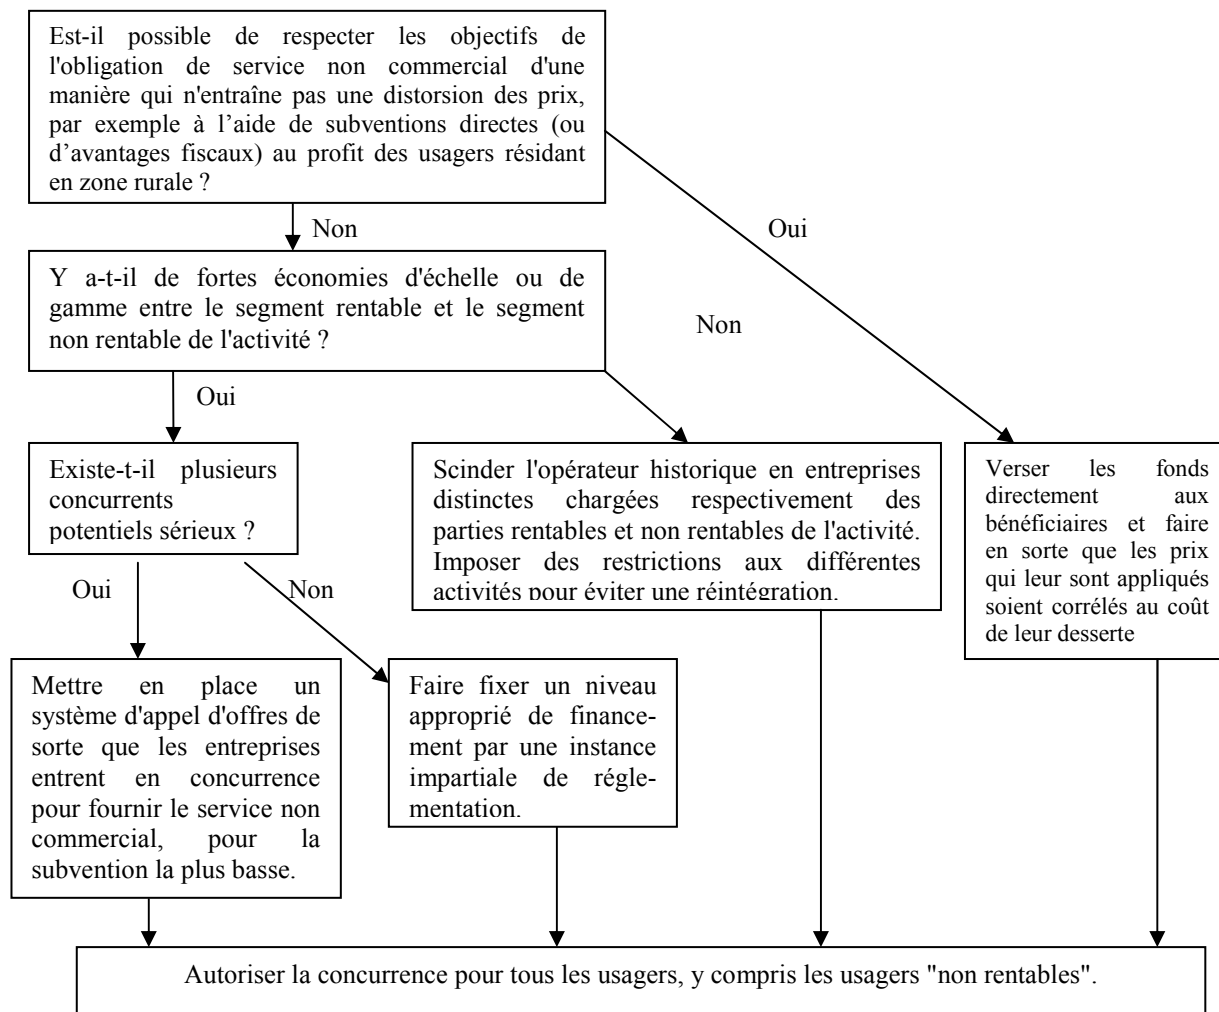 Est-il possible de respecter les objectifs de
l'obligation de service non commercial d'une
manière qui n'entraîne pas une distorsion des prix,
par exemple à l’aide de subventions directes (ou
d’avantages fiscaux) au profit des usagers résidant
en zone rurale ?
Non
Oui
Y a-t-il de fortes économies d'échelle ou de
gamme entre le segment rentable et le segment
non rentable de l'activité ?
Non
Oui
Existe-t-il plusieurs
concurrents
potentiels sérieux ?
Scinder l'opérateur historique en entreprises
distinctes chargées respectivement des
parties rentables et non rentables de l'activité.
Imposer des restrictions aux différentes
activités pour éviter une réintégration.
Verser les fonds
directement aux
bénéficiaires et faire
en sorte que les prix
qui leur sont appliqués
soient corrélés au coût
de leur desserte
Oui
Non
Mettre en place un
système d'appel d'offres de
sorte que les entreprises
entrent en concurrence
pour fournir le service non
commercial, pour la
subvention la plus basse.
Faire fixer un niveau
approprié de finance-
ment par une instance
impartiale de régle-
mentation.
Autoriser la concurrence pour tous les usagers, y compris les usagers "non rentables".